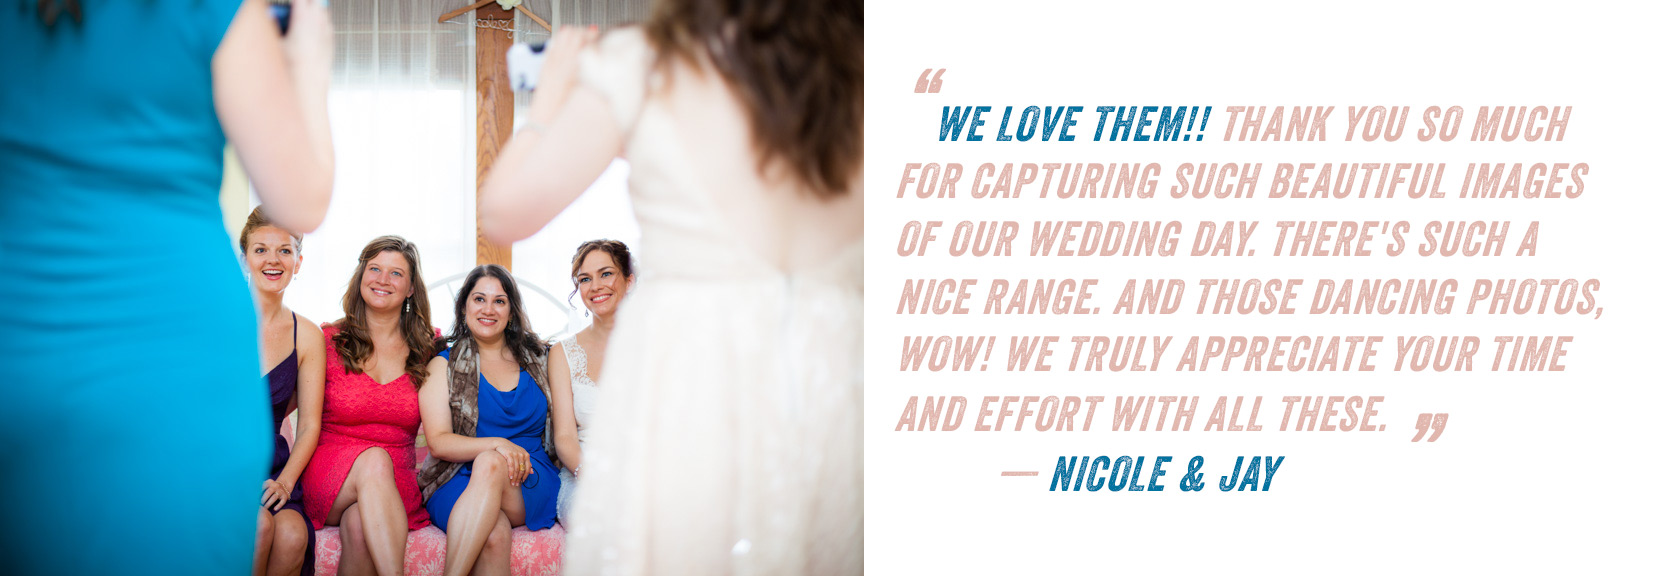 “WE LOVE THEM!! THANK YOU SO MUCH
FOR CAPTURING SUCH BEAUTIFUL IMAGES
OF OUR WEDDING DAY. THERE'S SUCH A
NICE RANGE. AND THOSE DANCING PHOTOS,
WOW! WE TRULY APPRECIATE YOUR TIME
AND EFFORT WITH ALL THESE. ”
— NICOLE & JAY